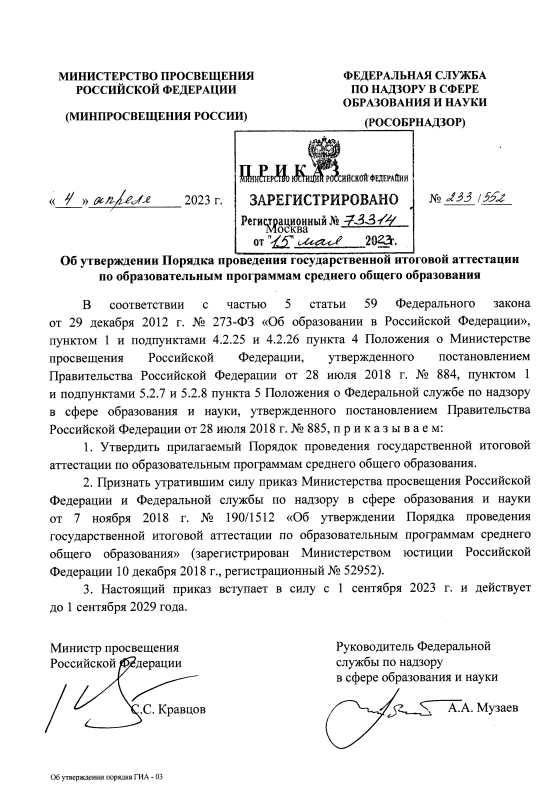 МИНИСТЕРСТВО ПРОСВЕЩЕНИЯ
РОССИЙСКОЙ ФЕДЕРАЦИИ
(МИНПРОСВЕЩЕНИЯ РОССИИ)
ФЕДЕРАЛЬНАЯ СЛУЖБА
ПО НАДЗОРУ В СФЕРЕ
ОБРАЗОВАНИЯ И НАУКИ
(РОСОБРНАДЗОР)
П Р И К А З
МИНИСТЕРСТВО ЮСТИЦИИ РОССИЙСКОЙ ФЕДЕРАЦИИ
ЗАРЕГИСТРИРОВАНО
Регистрационный № 73314
от "15" мая 2023г.
« 4 » апреля 2023 г.
Москва
№ 233/552
Об утверждении Порядка проведения государственной итоговой аттестации
по образовательным программам среднего общего образования
В соответствии с частью 5 статьи 59 Федерального закона
от 29 декабря 2012 г. № 273-ФЗ «Об образовании в Российской Федерации»,
пунктом 1 и подпунктами 4.2.25 и 4.2.26 пункта 4 Положения о Министерстве
просвещения Российской Федерации, утвержденного постановлением
Правительства Российской Федерации от 28 июля 2018 г. № 884, пунктом 1
и подпунктами 5.2.7 и 5.2.8 пункта 5 Положения о Федеральной службе по надзору
в сфере образования и науки, утвержденного постановлением Правительства
Российской Федерации от 28 июля 2018 г. № 885, п р и к а з ы в а е м:
1. Утвердить прилагаемый Порядок проведения государственной итоговой
аттестации по образовательным программам среднего общего образования.
2. Признать утратившим силу приказ Министерства просвещения Российской
Федерации и Федеральной службы по надзору в сфере образования и науки
от 7 ноября 2018 г. № 190/1512 «Об утверждении Порядка проведения
государственной итоговой аттестации по образовательным программам среднего
общего образования» (зарегистрирован Министерством юстиции Российской
Федерации 10 декабря 2018 г., регистрационный № 52952).
3. Настоящий приказ вступает в силу с 1 сентября 2023 г. и действует
до 1 сентября 2029 года.
Министр просвещения
Российской Федерации
С.С. Кравцов
Руководитель Федеральной
службы по надзору
в сфере образования и науки
А.А. Музаев
Об утверждении порядка ГИА - 03